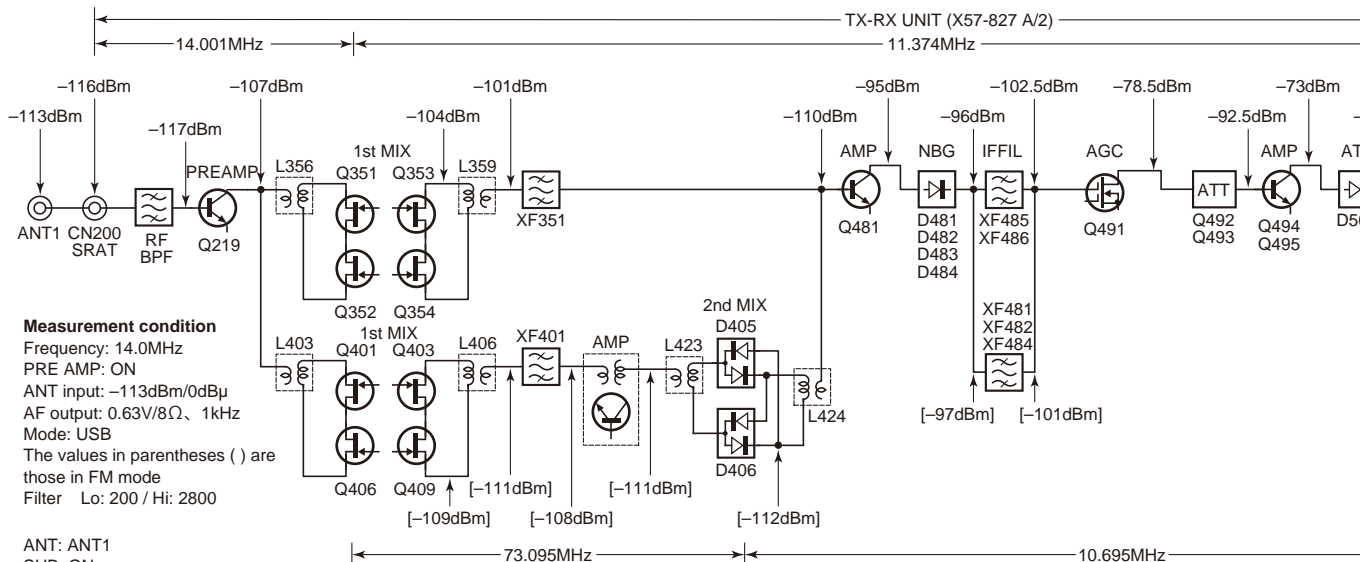 TX-RX UNIT (X57-827 A/2)
14.001MHz
11.374MHz
–116dBm
–107dBm
–101dBm
–95dBm
–102.5dBm
–78.5dBm
–73dBm
–113dBm
–117dBm
–104dBm
–110dBm
–96dBm
–92.5dBm
–
PREAMP
L356
1st MIX
Q351
Q353
L359
AMP
NBG
IFFIL
AGC
AMP
AT
ATT
ANT1
CN200
SRAT
RF
BPF
Q219
XF351
Q481
D481
D482
D483
D484
XF485
XF486
Q491
Q492
Q493
Q494
Q495
D50
Q352
Q354
Measurement condition
Frequency: 14.0MHz
PRE AMP: ON
ANT input: –113dBm/0dBµ
AF output: 0.63V/8Ω、1kHz
Mode: USB
The values in parentheses ( ) are
those in FM mode
Filter Lo: 200 / Hi: 2800
ANT: ANT1
L403
1st MIX
Q401
Q403
L406
XF401
AMP
L423
2nd MIX
D405
L424
D406
XF481
XF482
XF484
[–97dBm]
[–101dBm]
Q406
Q409
[–111dBm]
[–111dBm]
[–109dBm]
[–108dBm]
[–112dBm]
73.095MHz
10.695MHz